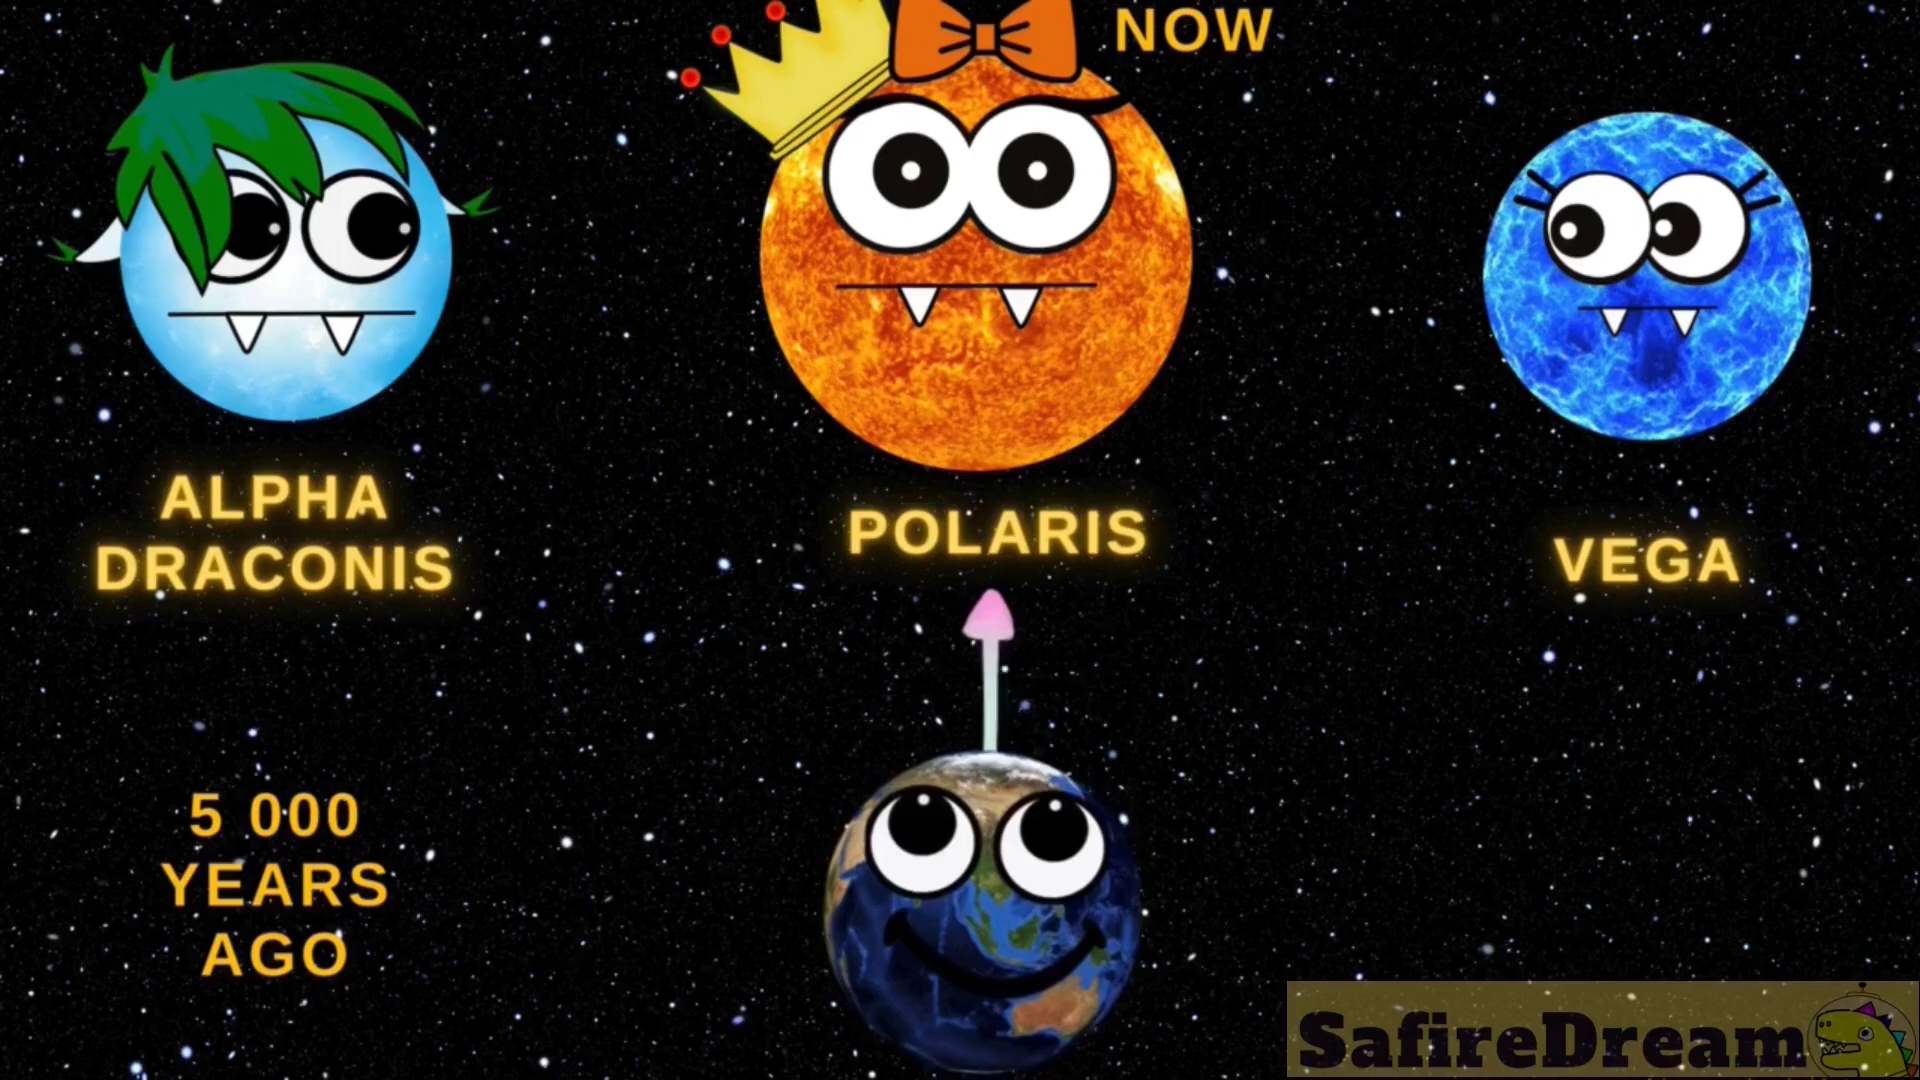 NOW
ALPHA
DRACONIS
POLARIS
VEGA
5 000
YEARS
AGO
SafireDream